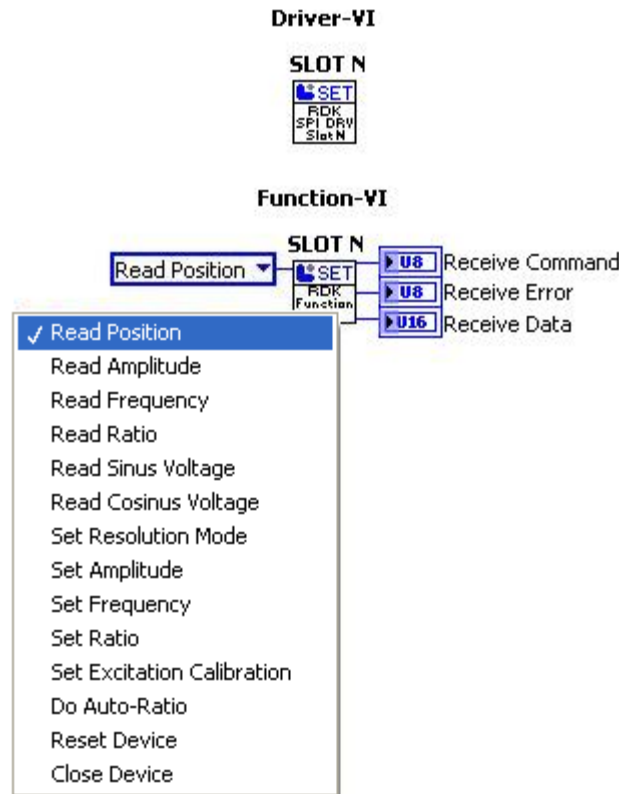 Driver-VI
SLOT N
SET
RDK
SPI DRV
Slot N
Function-VI
SLOT N
Read Position
SET
RDK
Function
U8 Receive Command
U8 Receive Error
U16 Receive Data
✓ Read Position
Read Amplitude
Read Frequency
Read Ratio
Read Sinus Voltage
Read Cosinus Voltage
Set Resolution Mode
Set Amplitude
Set Frequency
Set Ratio
Set Excitation Calibration
Do Auto-Ratio
Reset Device
Close Device